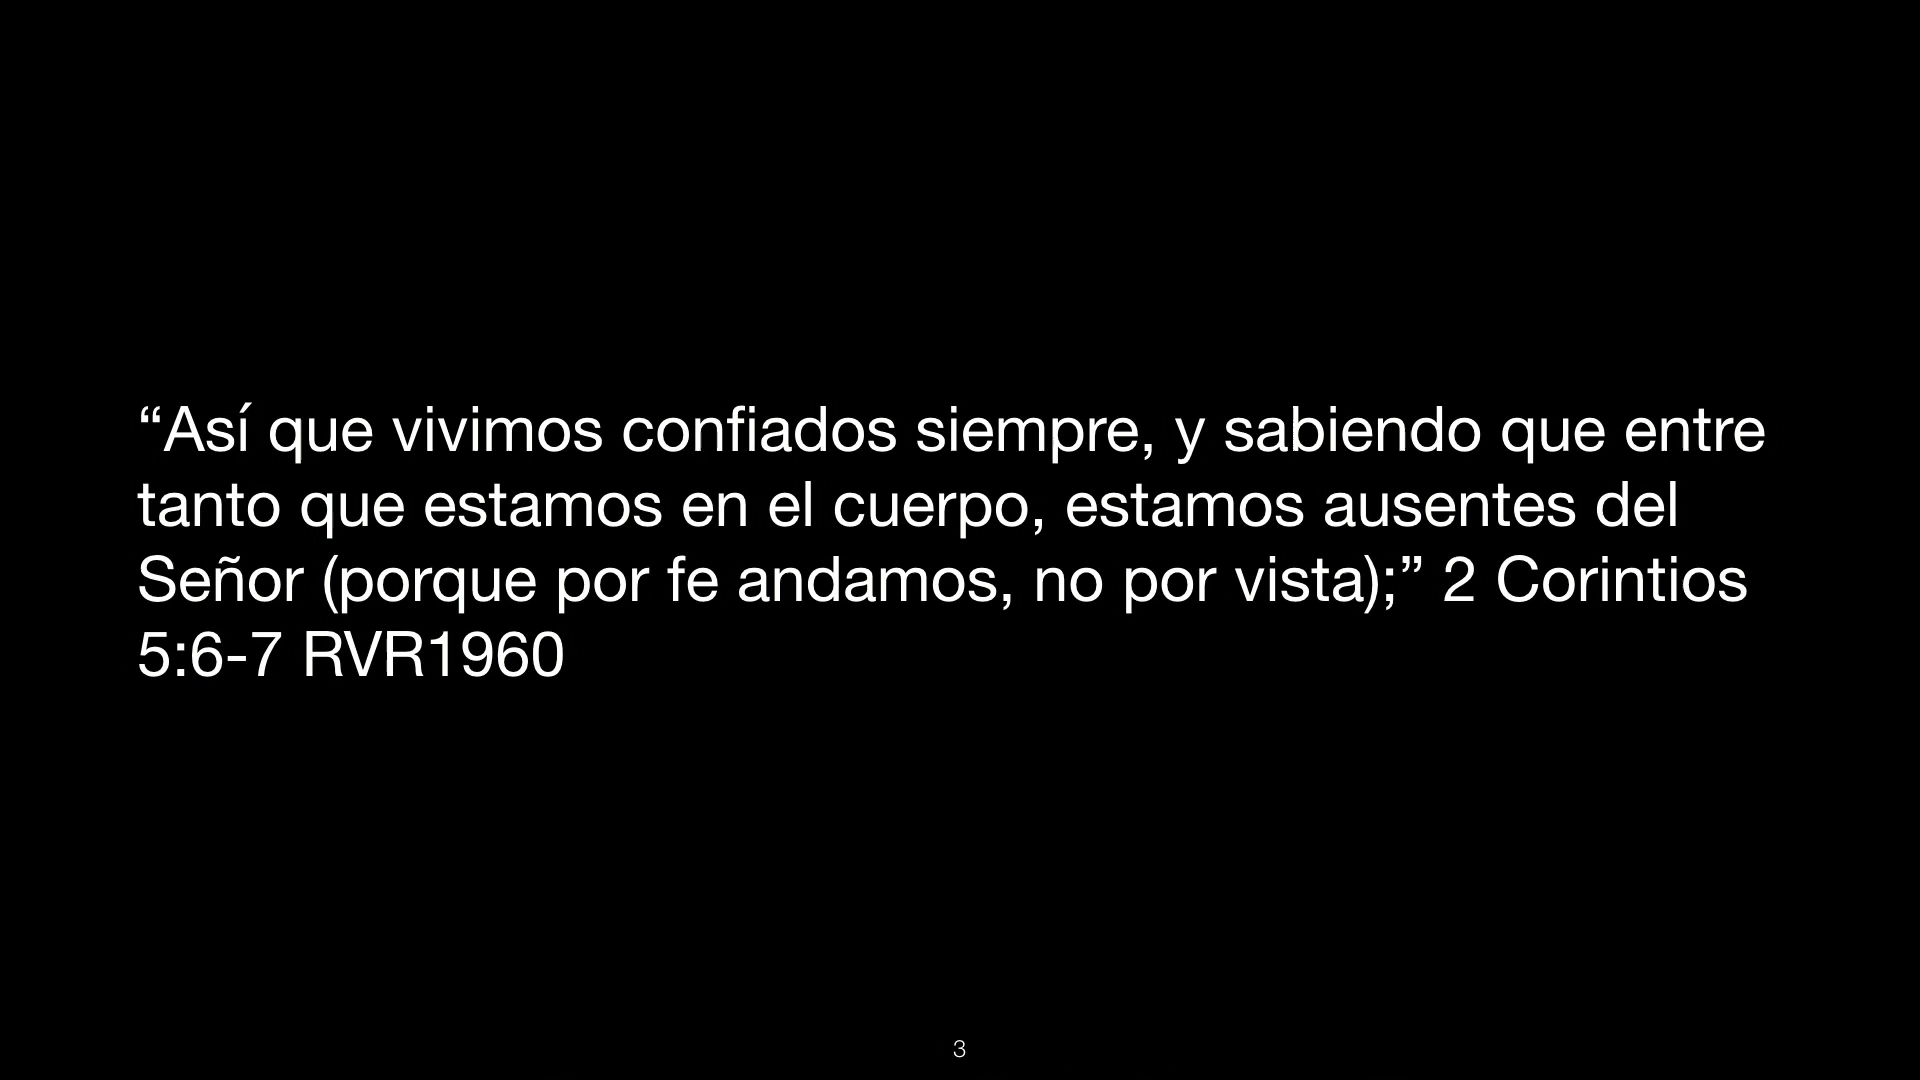 “Así que vivimos confiados siempre, y sabiendo que entre
tanto que estamos en el cuerpo, estamos ausentes del
Señor (porque por fe andamos, no por vista);” 2 Corintios
5:6-7 RVR1960
3